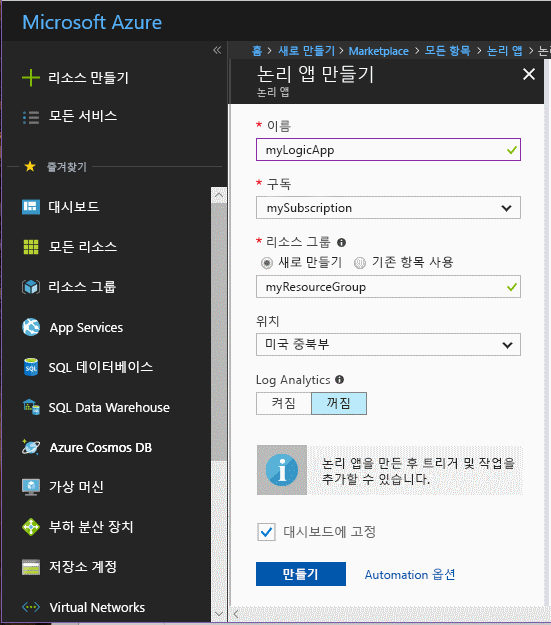 Microsoft Azure
홈 > 새로 만들기 > Marketplace > 모든 항목 > 논리 앱 > 논리
리소스 만들기
모든 서비스
즐겨찾기
대시보드
모든 리소스
리소스 그룹
App Services
SQL 데이터베이스
SQL Data Warehouse
Azure Cosmos DB
가상 머신
부하 분산 장치
저장소 계정
Virtual Networks
논리 앱 만들기
논리 앱
* 이름
myLogicApp
* 구독
mySubscription
* 리소스 그룹
새로 만들기 기존 항목 사용
myResourceGroup
위치
미국 중북부
Log Analytics
켜짐 꺼짐
논리 앱을 만든 후 트리거 및 작업을
추가할 수 있습니다.
대시보드에 고정
만들기 Automation 옵션